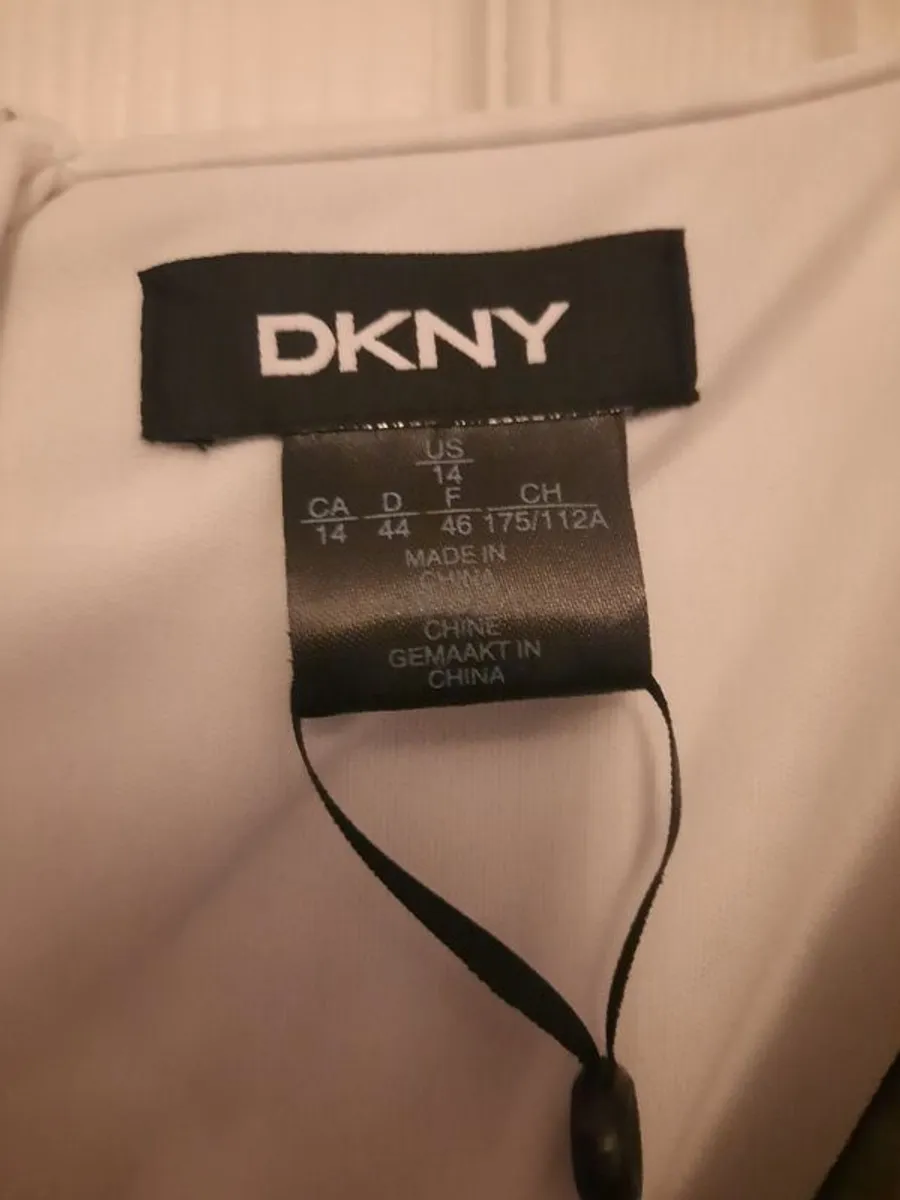 DKNY
US
14
CA D F CH
14 44 46 175/112A
MADE IN
CHINA
CHINE
GEMAAKT IN
CHINA